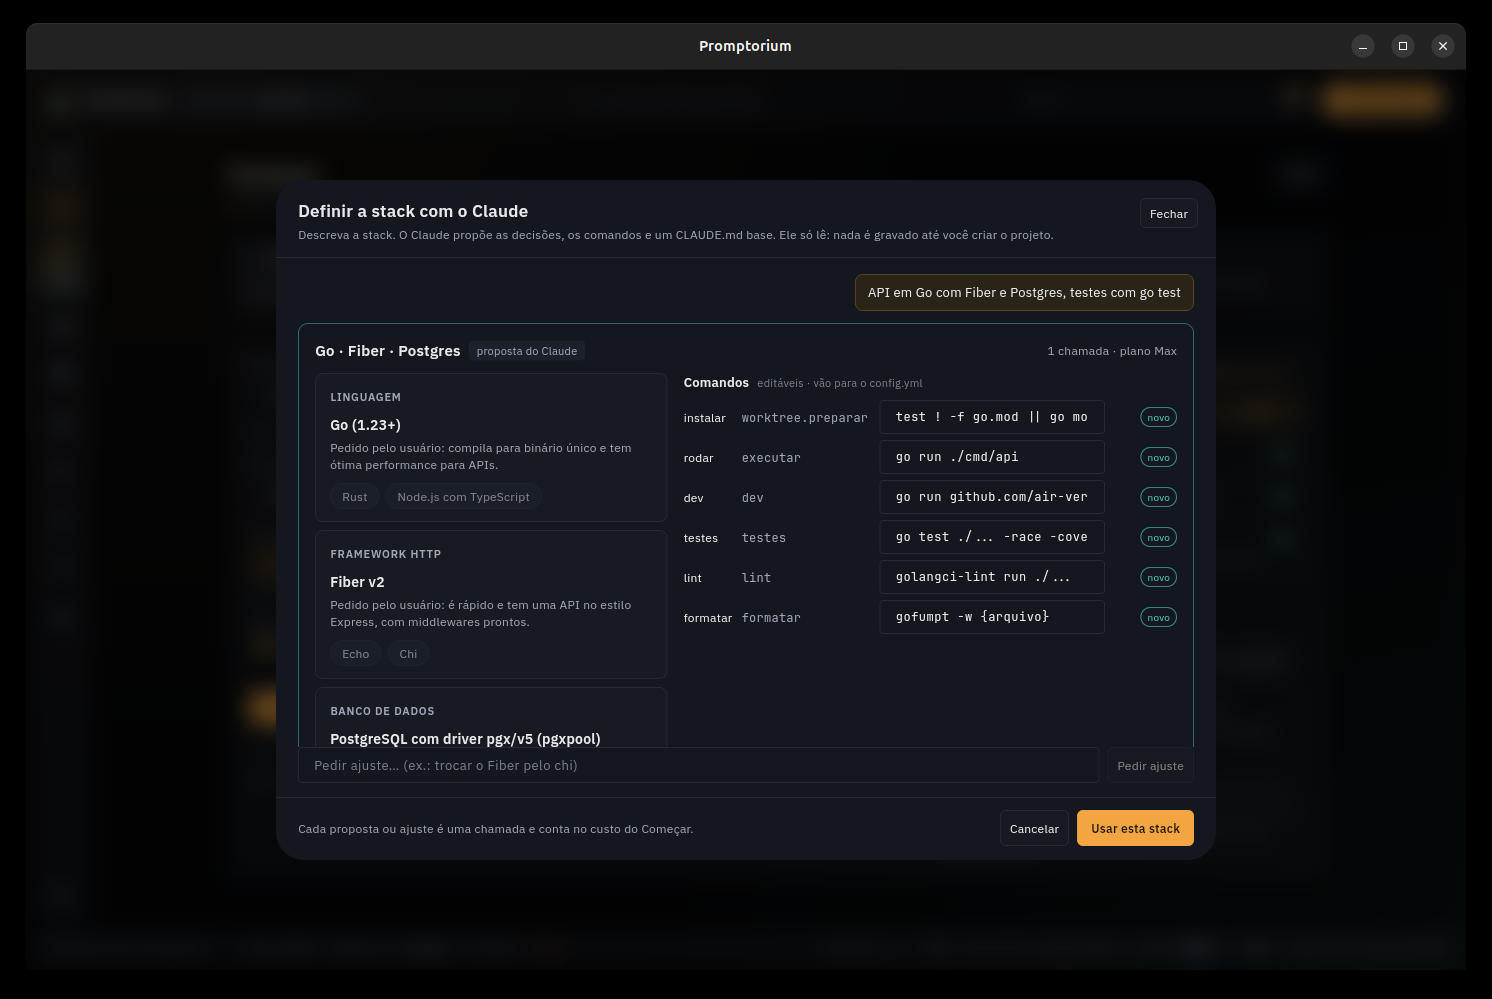 Promptorium
Definir a stack com o Claude
Fechar
Descreva a stack. O Claude propõe as decisões, os comandos e um CLAUDE.md base. Ele só lê: nada é gravado até você criar o projeto.
API em Go com Fiber e Postgres, testes com go test
Go · Fiber · Postgres proposta do Claude
1 chamada · plano Max
LINGUAGEM
Go (1.23+)
Pedido pelo usuário: compila para binário único e tem
ótima performance para APIs.
Rust Node.js com TypeScript
FRAMEWORK HTTP
Fiber v2
Pedido pelo usuário: é rápido e tem uma API no estilo
Express, com middlewares prontos.
Echo Chi
BANCO DE DADOS
PostgreSQL com driver pgx/v5 (pgxpool)
Comandos editáveis · vão para o config.yml
instalar worktree.preparar test ! -f go.mod || go mo novo
rodar executar go run ./cmd/api novo
dev dev go run github.com/air-ver novo
testes testes go test ./... -race -cove novo
lint lint golangci-lint run ./... novo
formatar formatar gofumpt -w {arquivo} novo
Pedir ajuste... (ex.: trocar o Fiber pelo chi)
Pedir ajuste
Cada proposta ou ajuste é uma chamada e conta no custo do Começar.
Cancelar
Usar esta stack